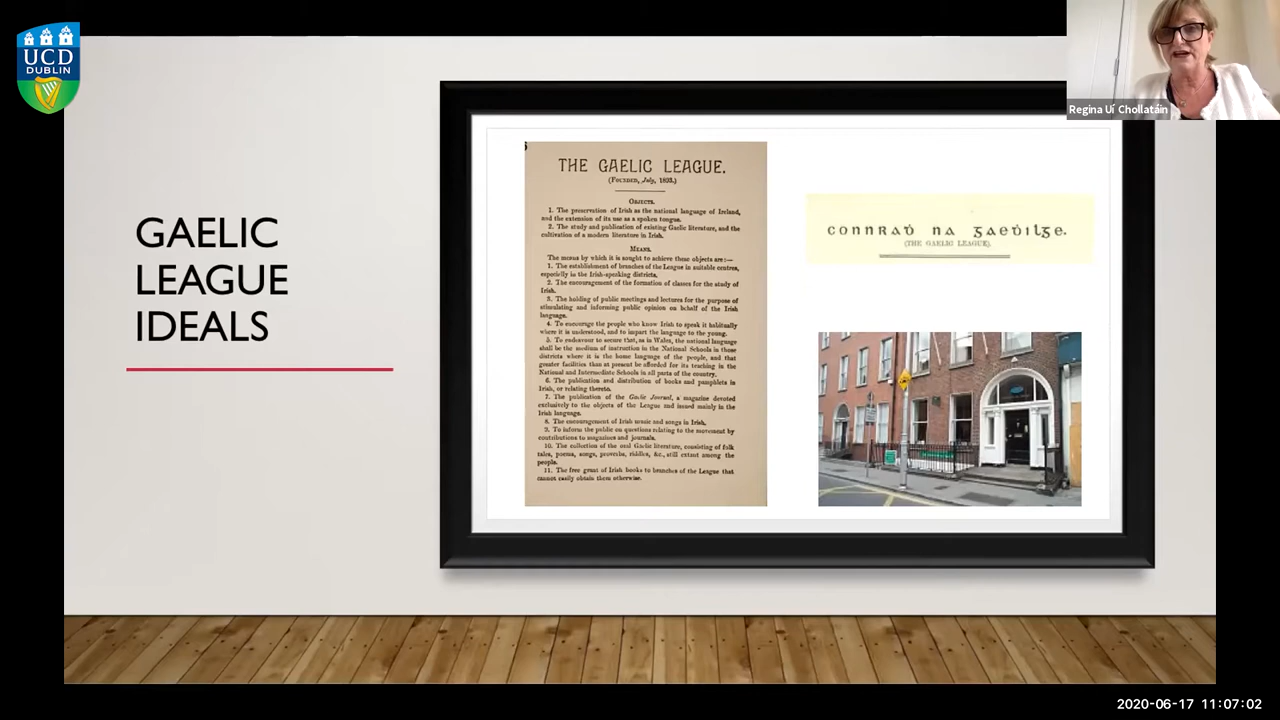 UCD
DUBLIN
Regina Uí Chollatáin
GAELIC
LEAGUE
IDEALS
THE GAELIC LEAGUE.
(Founded, July, 1893.)
Objects.
1. The preservation of Irish as the national language of Ireland,
and the extension of its use as a spoken tongue.
2. The study and publication of existing Gaelic literature, and the
cultivation of a modern literature in Irish.
Means.
The means by which it is sought to achieve these objects are:—
1. The establishment of branches of the League in suitable centres,
especially in the Irish-speaking districts.
2. The encouragement of the formation of classes for the study of
Irish.
3. The holding of public meetings and lectures for the purpose of
stimulating and informing public opinion on behalf of the Irish
language.
4. To encourage the people who know Irish to speak it habitually
where it is understood, and to impart the language to the young.
5. To endeavour to secure that, as in Wales, the national language
shall be the medium of instruction in the National Schools in those
districts where it is the home language of the people, and that
greater facilities than at present be afforded for its teaching in the
National and Intermediate Schools in all parts of the country.
6. The publication and distribution of books and pamphlets in
Irish, or relating thereto.
7. The publication of the Gaelic Journal, a magazine devoted
exclusively to the objects of the League and issued mainly in the
Irish language.
8. The encouragement of Irish music and songs in Irish.
9. To inform the public on questions relating to the movement by
contributions to magazines and journals.
10. The collection of the oral Gaelic literature, consisting of folk
tales, poems, songs, proverbs, riddles, &c., still extant among the
people.
11. The free grant of Irish books to branches of the League that
cannot easily obtain them otherwise.
Connraḋ na Gaeḋilge.
(THE GAELIC LEAGUE).
2020-06-17 11:07:02